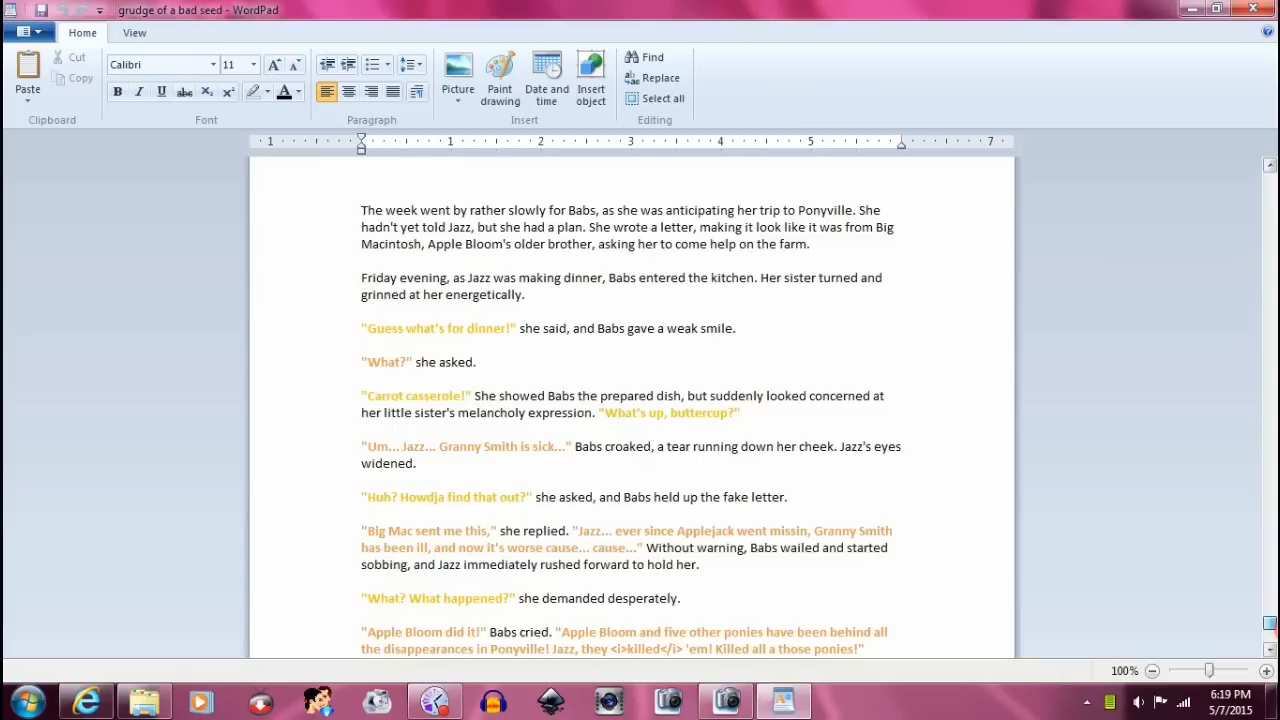 grudge of a bad seed - WordPad
Home View
Paste
Cut
Copy
Clipboard
Calibri 11
Font
Paragraph
Picture
Paint drawing
Date and time
Insert object
Insert
Find
Replace
Select all
Editing
1 1 2 3 4 5 7
The week went by rather slowly for Babs, as she was anticipating her trip to Ponyville. She
hadn't yet told Jazz, but she had a plan. She wrote a letter, making it look like it was from Big
Macintosh, Apple Bloom's older brother, asking her to come help on the farm.
Friday evening, as Jazz was making dinner, Babs entered the kitchen. Her sister turned and
grinned at her energetically.
"Guess what's for dinner!" she said, and Babs gave a weak smile.
"What?" she asked.
"Carrot casserole!" She showed Babs the prepared dish, but suddenly looked concerned at
her little sister's melancholy expression. "What's up, buttercup?"
"Um... Jazz... Granny Smith is sick..." Babs croaked, a tear running down her cheek. Jazz's eyes
widened.
"Huh? Howdja find that out?" she asked, and Babs held up the fake letter.
"Big Mac sent me this," she replied. "Jazz... ever since Applejack went missin, Granny Smith
has been ill, and now it's worse cause... cause..." Without warning, Babs wailed and started
sobbing, and Jazz immediately rushed forward to hold her.
"What? What happened?" she demanded desperately.
"Apple Bloom did it!" Babs cried. "Apple Bloom and five other ponies have been behind all
the disappearances in Ponyville! Jazz, they <i>killed</i> 'em! Killed all a those ponies!"
100%
6:19 PM
5/7/2015